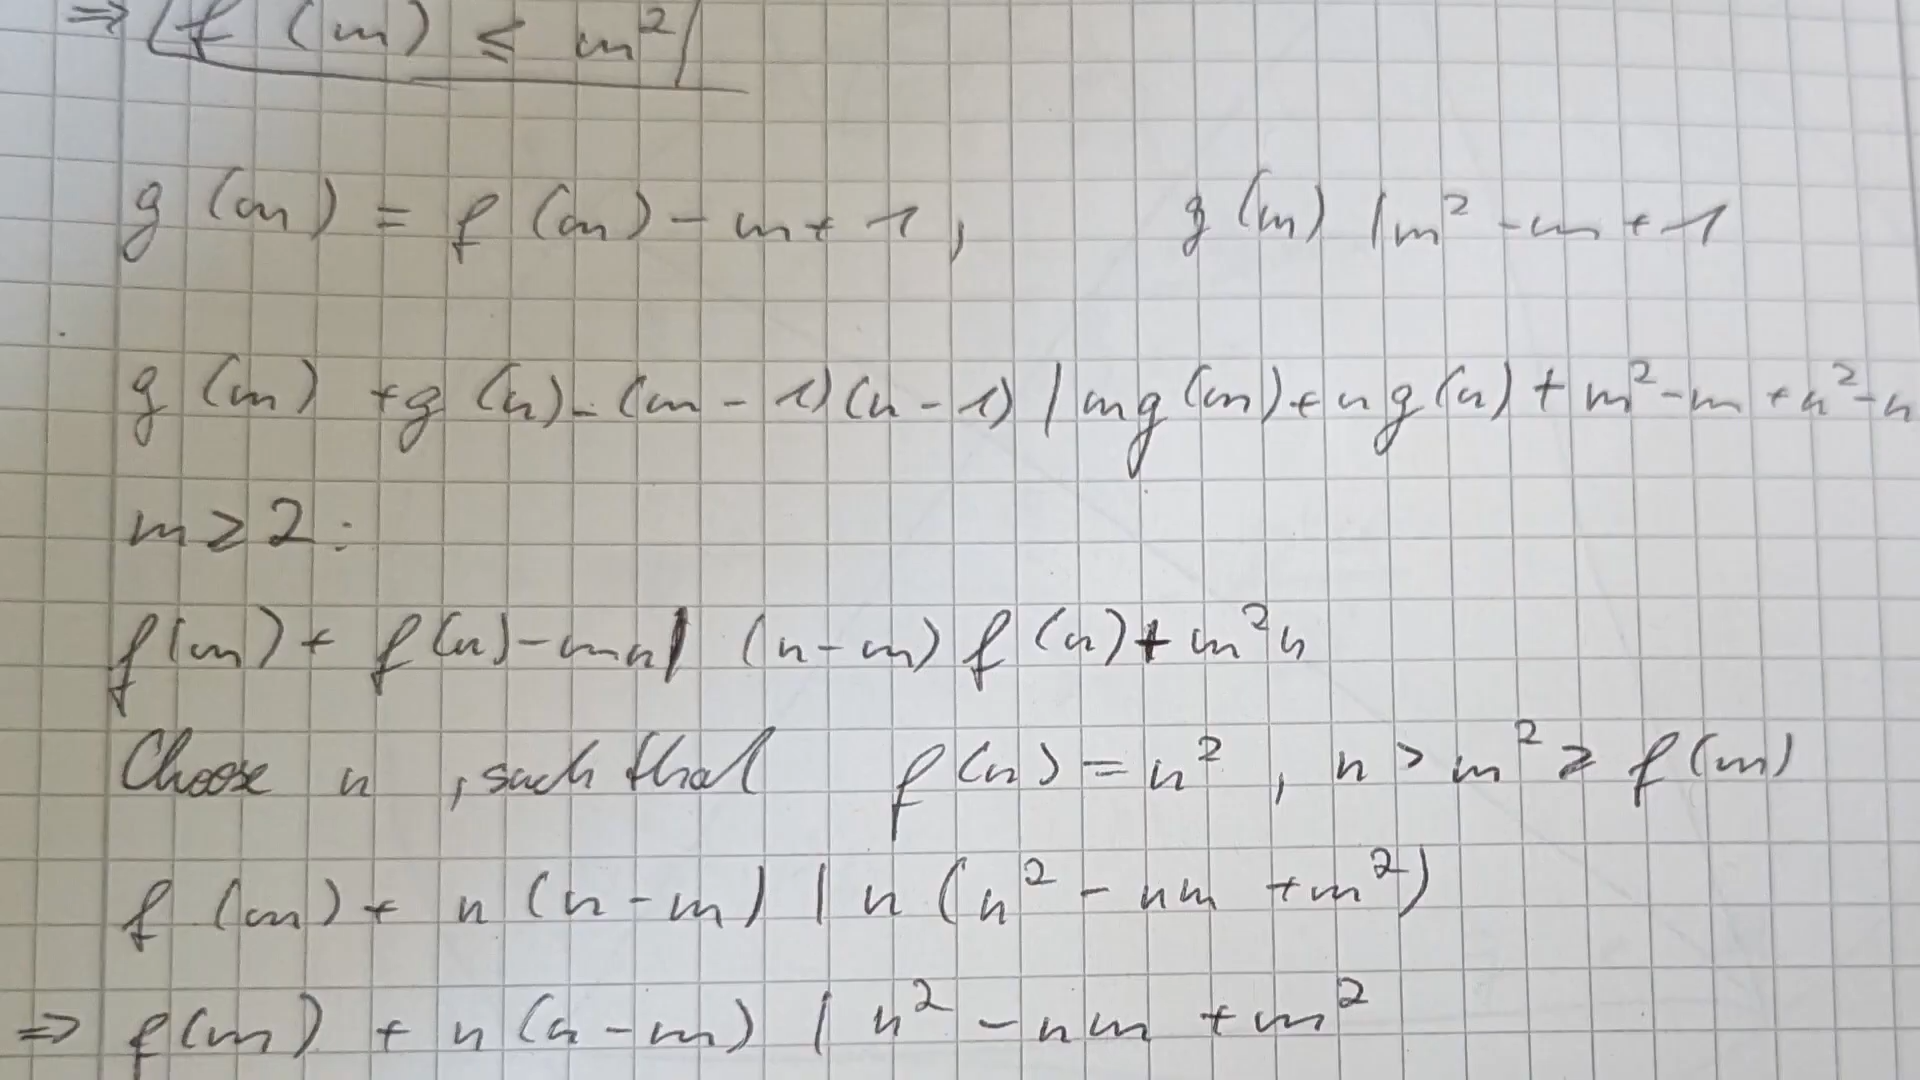 ⇒ f(m) ≤ m²
g(m) = f(m) - m + 1, g(m) | m² - m + 1
g(m) + g(n) - (m - 1)(n - 1) | mg(m) + ng(n) + m² - m + n² - n
m ≥ 2:
f(m) + f(n) - mn | (n - m) f(n) + m²n
Choose n, such that f(n) = n², n > m² ≥ f(m)
f(m) + n(n - m) | n(n² - nm + m²)
⇒ f(m) + n(n - m) | n² - nm + m²